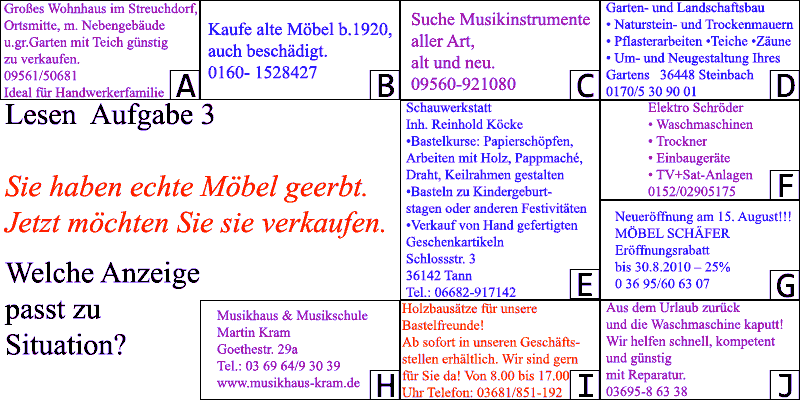 Großes Wohnhaus im Streuchdorf,
Ortsmitte, m. Nebengebäude
u.gr.Garten mit Teich günstig
zu verkaufen.
09561/50681
Ideal für Handwerkerfamilie
A
Kaufe alte Möbel b.1920,
auch beschädigt.
0160- 1528427
B
Suche Musikinstrumente
aller Art,
alt und neu.
09560-921080
C
Garten- und Landschaftsbau
• Naturstein- und Trockenmauern
• Pflasterarbeiten •Teiche •Zäune
• Um- und Neugestaltung Ihres
Gartens 36448 Steinbach
0170/5 30 90 01
D
Lesen Aufgabe 3
Sie haben echte Möbel geerbt.
Jetzt möchten Sie sie verkaufen.
Welche Anzeige
passt zu
Situation?
Schauwerkstatt
Inh. Reinhold Köcke
•Bastelkurse: Papierschöpfen,
Arbeiten mit Holz, Pappmaché,
Draht, Keilrahmen gestalten
•Basteln zu Kindergeburt-
stagen oder anderen Festivitäten
•Verkauf von Hand gefertigten
Geschenkartikeln
Schlossstr. 3
36142 Tann
Tel.: 06682-917142
E
Elektro Schröder
• Waschmaschinen
• Trockner
• Einbaugeräte
• TV+Sat-Anlagen
0152/02905175
F
Neueröffnung am 15. August!!!
MÖBEL SCHÄFER
Eröffnungsrabatt
bis 30.8.2010 – 25%
0 36 95/60 63 07
G
Musikhaus & Musikschule
Martin Kram
Goethestr. 29a
Tel.: 03 69 64/9 30 39
www.musikhaus-kram.de
H
Holzbausätze für unsere
Bastelfreunde!
Ab sofort in unseren Geschäfts-
stellen erhältlich. Wir sind gern
für Sie da! Von 8.00 bis 17.00
Uhr Telefon: 03681/851-192
I
Aus dem Urlaub zurück
und die Waschmaschine kaputt!
Wir helfen schnell, kompetent
und günstig
mit Reparatur.
03695-8 63 38
J